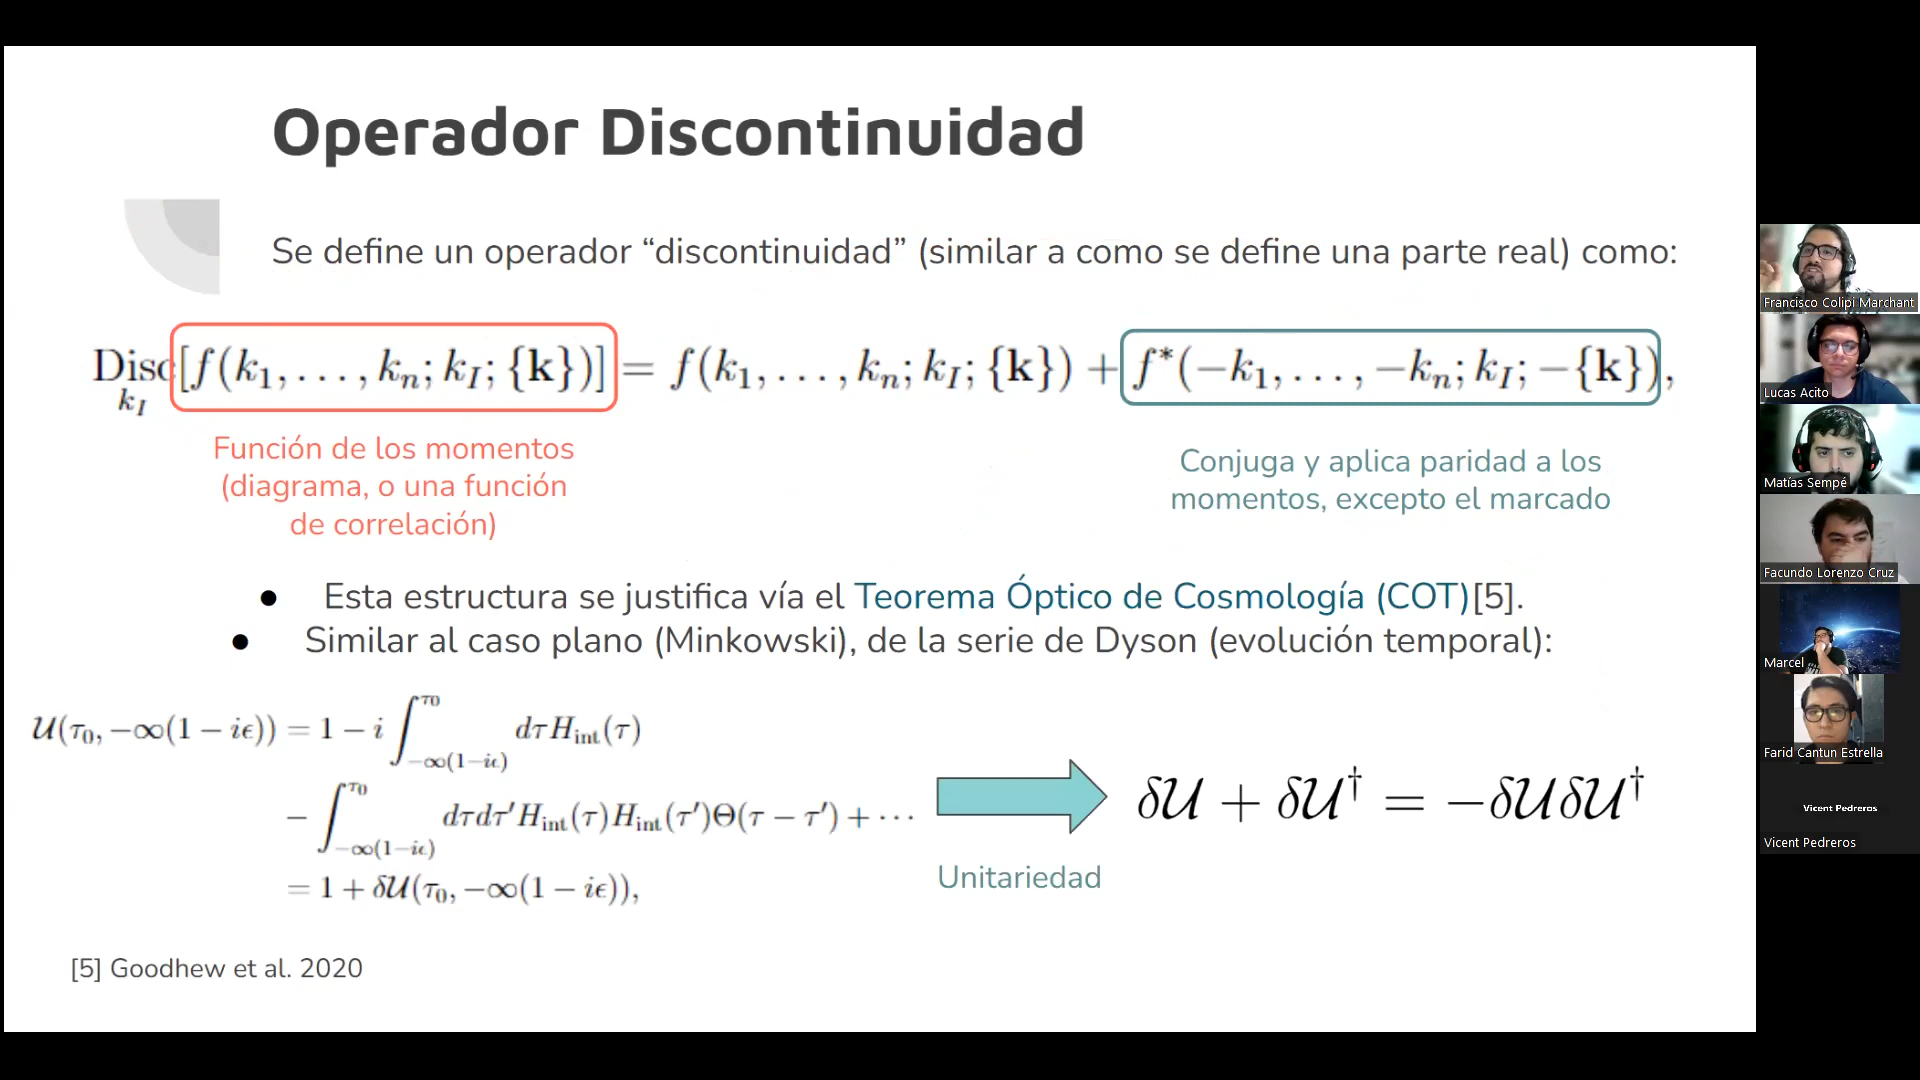 Operador Discontinuidad
Se define un operador “discontinuidad” (similar a como se define una parte real) como:
Disc[f(k₁, . . . , kₙ; k_I; {𝐤})] = f(k₁, . . . , kₙ; k_I; {𝐤}) + f*(−k₁, . . . , −kₙ; k_I; −{𝐤}),
k_I
Función de los momentos
(diagrama, o una función
de correlación)
Conjuga y aplica paridad a los
momentos, excepto el marcado
● Esta estructura se justifica vía el Teorema Óptico de Cosmología (COT)[5].
● Similar al caso plano (Minkowski), de la serie de Dyson (evolución temporal):
𝒰(τ₀, −∞(1 − iϵ)) = 1 − i ∫_{−∞(1−iϵ)}^{τ₀} dτ H_int(τ)
− ∫_{−∞(1−iϵ)}^{τ₀} dτdτ′ H_int(τ)H_int(τ′)Θ(τ − τ′) + · · ·
= 1 + δ𝒰(τ₀, −∞(1 − iϵ)),
Unitariedad
δ𝒰 + δ𝒰† = −δ𝒰δ𝒰†
[5] Goodhew et al. 2020
Francisco Colipi Marchant
Lucas Acito
Matías Sempé
Facundo Lorenzo Cruz
Marcel
Farid Cantun Estrella
Vicent Pedreros
Vicent Pedreros